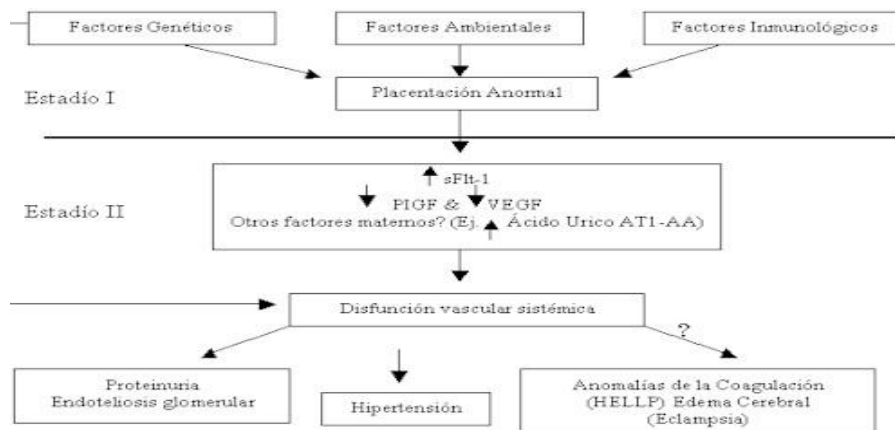 Factores Genéticos
Factores Ambientales
Factores Inmunológicos
Estadío I
Placentación Anormal
Estadío II
sFlt-1
PIGF & VEGF
Otros factores maternos? (Ej. Ácido Urico AT1-AA)
Disfunción vascular sistémica
?
Proteinuria
Endoteliosis glomerular
Hipertensión
Anomalías de la Coagulación
(HELLP) Edema Cerebral
(Eclampsia)